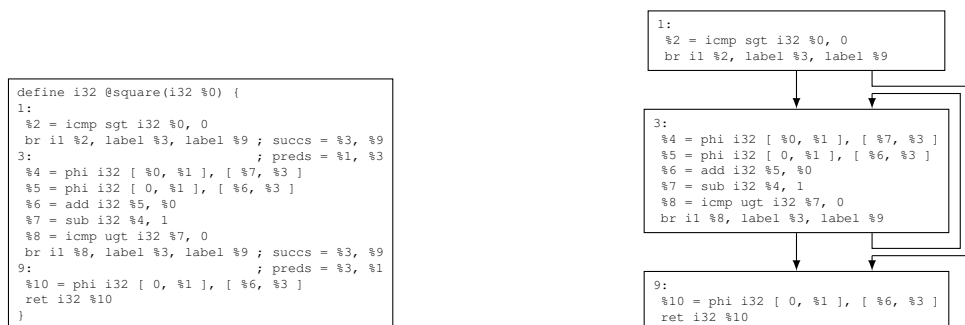 define i32 @square(i32 %0) {
1:
%2 = icmp sgt i32 %0, 0
br i1 %2, label %3, label %9 ; succs = %3, %9
3: ; preds = %1, %3
%4 = phi i32 [ %0, %1 ], [ %7, %3 ]
%5 = phi i32 [ 0, %1 ], [ %6, %3 ]
%6 = add i32 %5, %0
%7 = sub i32 %4, 1
%8 = icmp ugt i32 %7, 0
br i1 %8, label %3, label %9 ; succs = %3, %9
9: ; preds = %3, %1
%10 = phi i32 [ 0, %1 ], [ %6, %3 ]
ret i32 %10
}
1:
%2 = icmp sgt i32 %0, 0
br i1 %2, label %3, label %9
3:
%4 = phi i32 [ %0, %1 ], [ %7, %3 ]
%5 = phi i32 [ 0, %1 ], [ %6, %3 ]
%6 = add i32 %5, %0
%7 = sub i32 %4, 1
%8 = icmp ugt i32 %7, 0
br i1 %8, label %3, label %9
9:
%10 = phi i32 [ 0, %1 ], [ %6, %3 ]
ret i32 %10